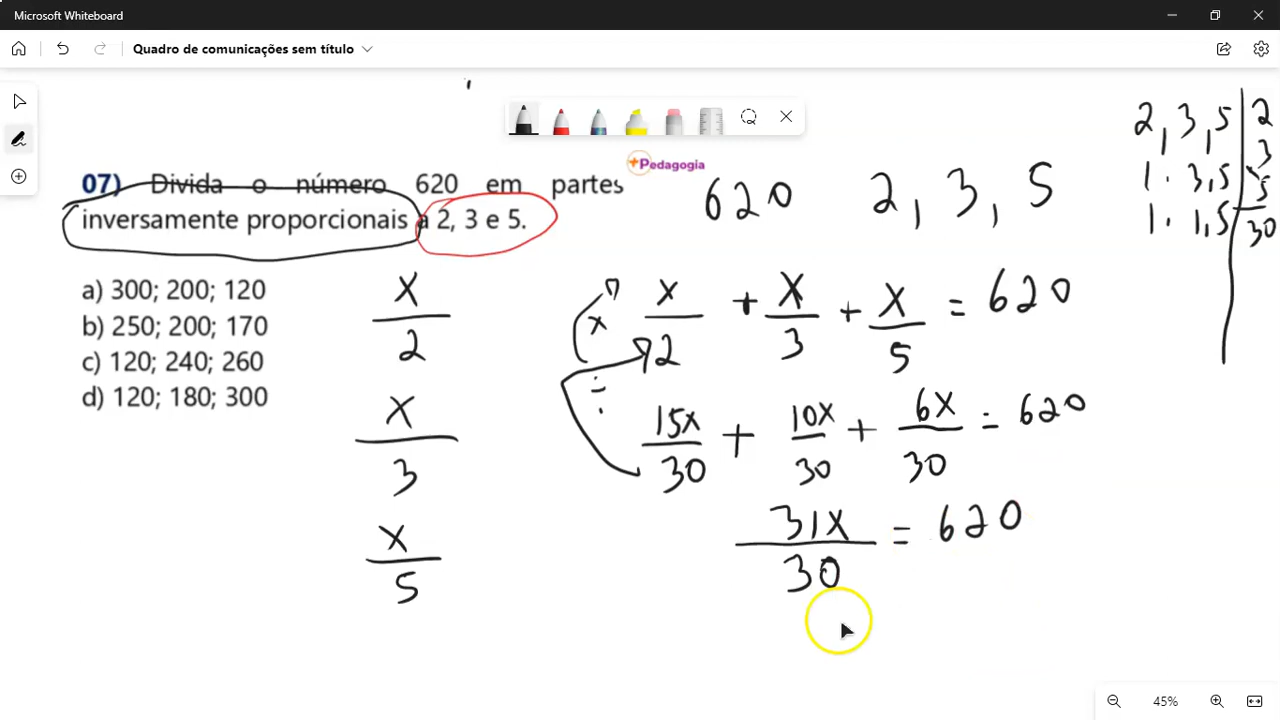 Microsoft Whiteboard
Quadro de comunicações sem título
+Pedagogia
07) Divida o número 620 em partes
inversamente proporcionais a 2, 3 e 5.
a) 300; 200; 120
b) 250; 200; 170
c) 120; 240; 260
d) 120; 180; 300
x/2
x/3
x/5
620 2, 3, 5
x/2 + x/3 + x/5 = 620
x
÷
15x/30 + 10x/30 + 6x/30 = 620
31x/30 = 620
2, 3, 5 | 2
1. 3, 5 | 3
1. 1, 5 | 5
30
45%